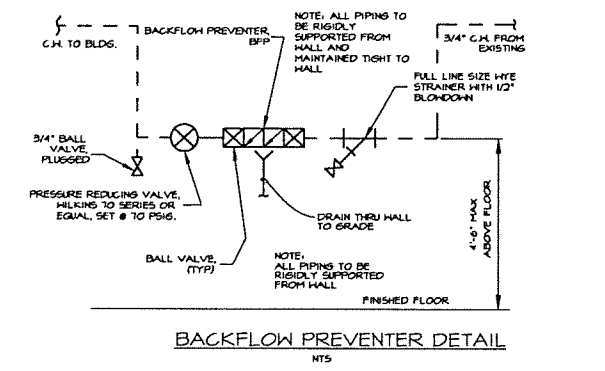 C.W. TO BLDG.
BACKFLOW PREVENTER,
BFP
NOTE: ALL PIPING TO
BE RIGIDLY
SUPPORTED FROM
WALL AND
MAINTAINED TIGHT TO
WALL
3/4" C.W. FROM
EXISTING
FULL LINE SIZE WYE
STRAINER WITH 1/2"
BLOWDOWN
3/4" BALL
VALVE,
PLUGGED
PRESSURE REDUCING VALVE,
WILKINS 70 SERIES OR
EQUAL, SET @ 70 PSIG.
BALL VALVE,
(TYP)
DRAIN THRU WALL
TO GRADE
NOTE:
ALL PIPING TO BE
RIGIDLY SUPPORTED
FROM WALL
4'-6" MAX
ABOVE FLOOR
FINISHED FLOOR
BACKFLOW PREVENTER DETAIL
NTS